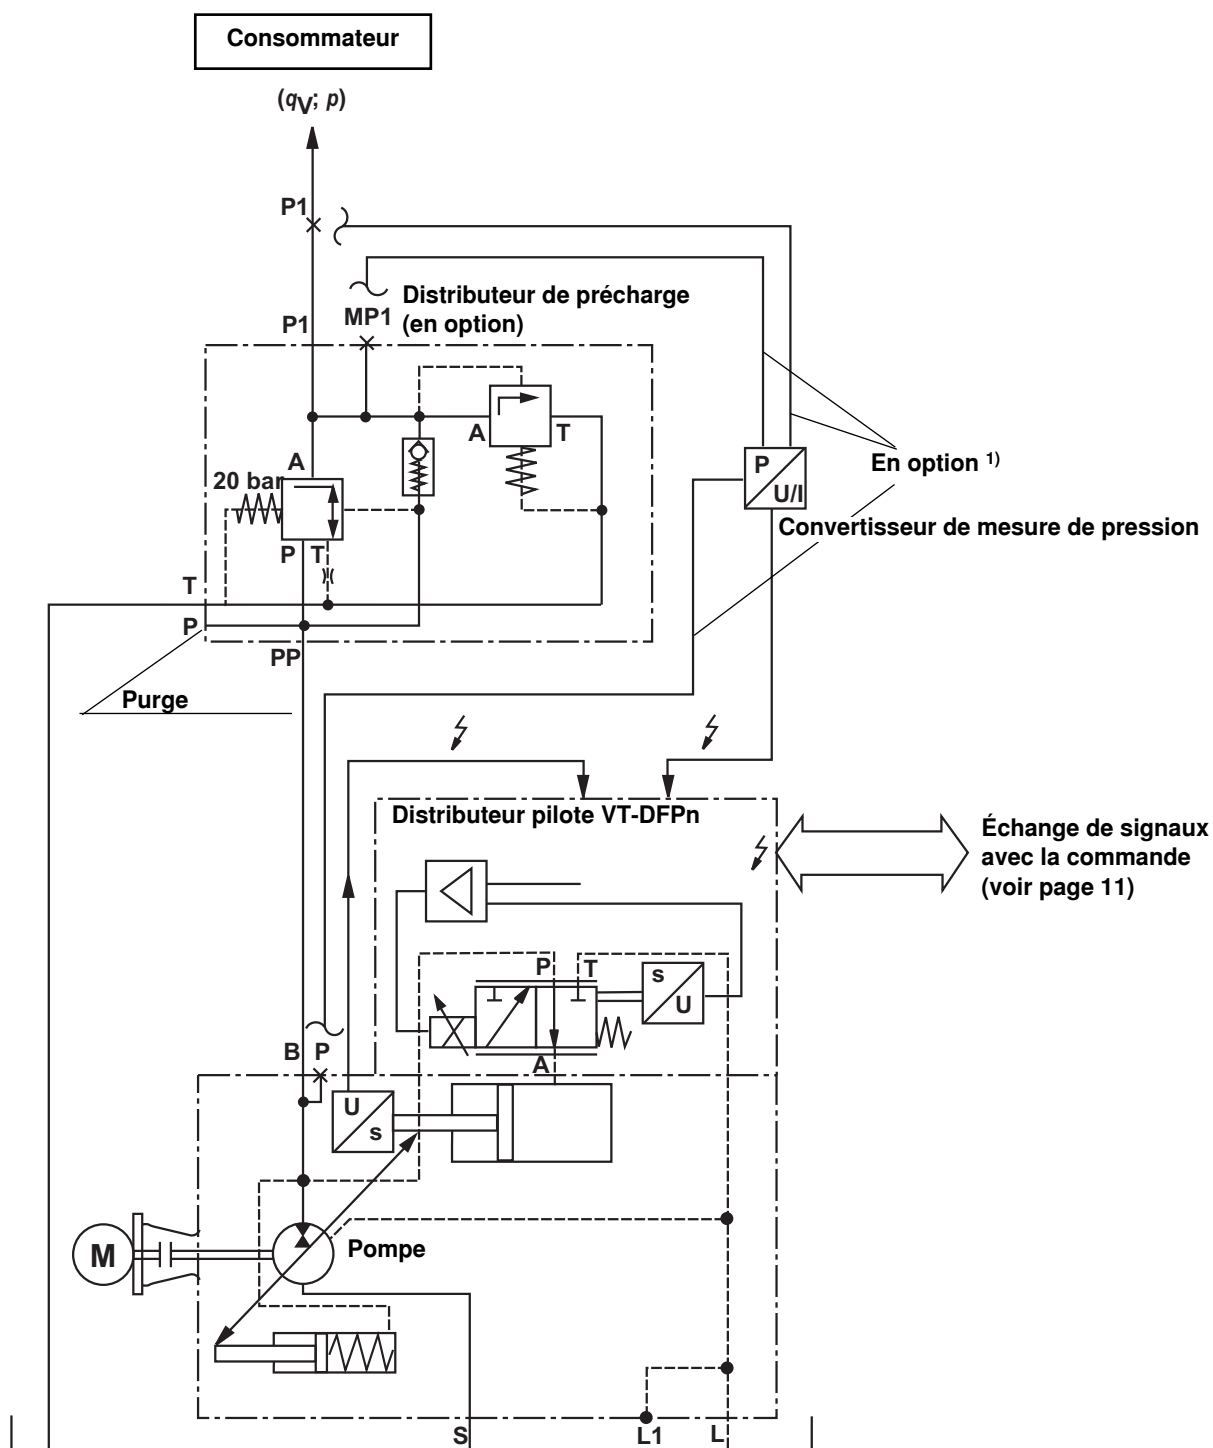 Consommateur
(qV; p)
P1
P1
MP1
Distributeur de précharge
(en option)
A
T
A
20 bar
P
T
T
P
PP
Purge
P
U/I
En option 1)
Convertisseur de mesure de pression
Distributeur pilote VT-DFPn
Échange de signaux
avec la commande
(voir page 11)
P
T
s
U
A
B
P
U
s
M
Pompe
S
L1
L